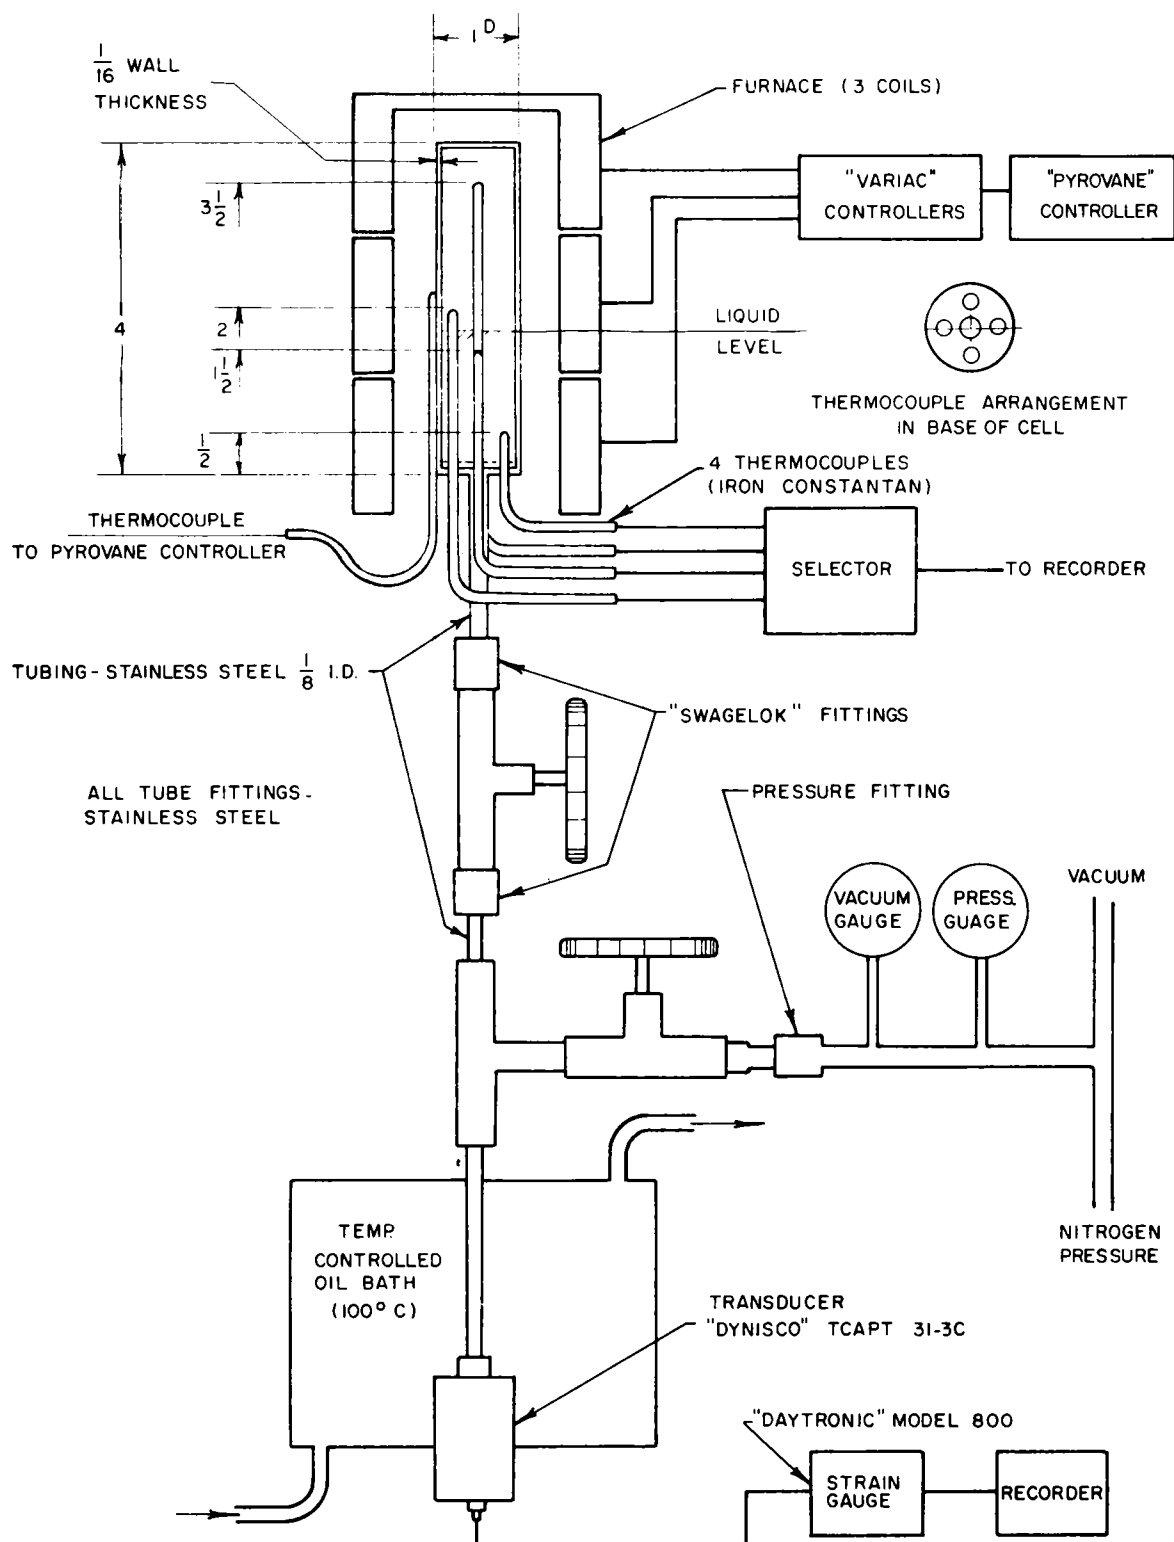 1 D
1/16 WALL
THICKNESS
FURNACE (3 COILS)
"VARIAC"
CONTROLLERS
"PYROVANE"
CONTROLLER
3 1/2
4
2
1 1/2
1/2
LIQUID
LEVEL
THERMOCOUPLE ARRANGEMENT
IN BASE OF CELL
4 THERMOCOUPLES
(IRON CONSTANTAN)
THERMOCOUPLE
TO PYROVANE CONTROLLER
SELECTOR
TO RECORDER
TUBING-STAINLESS STEEL 1/8 I.D.
"SWAGELOK" FITTINGS
ALL TUBE FITTINGS-
STAINLESS STEEL
PRESSURE FITTING
VACUUM
GAUGE
PRESS.
GUAGE
VACUUM
NITROGEN
PRESSURE
TEMP.
CONTROLLED
OIL BATH
(100° C)
TRANSDUCER
"DYNISCO" TCAPT 31-3C
"DAYTRONIC" MODEL 800
STRAIN
GAUGE
RECORDER